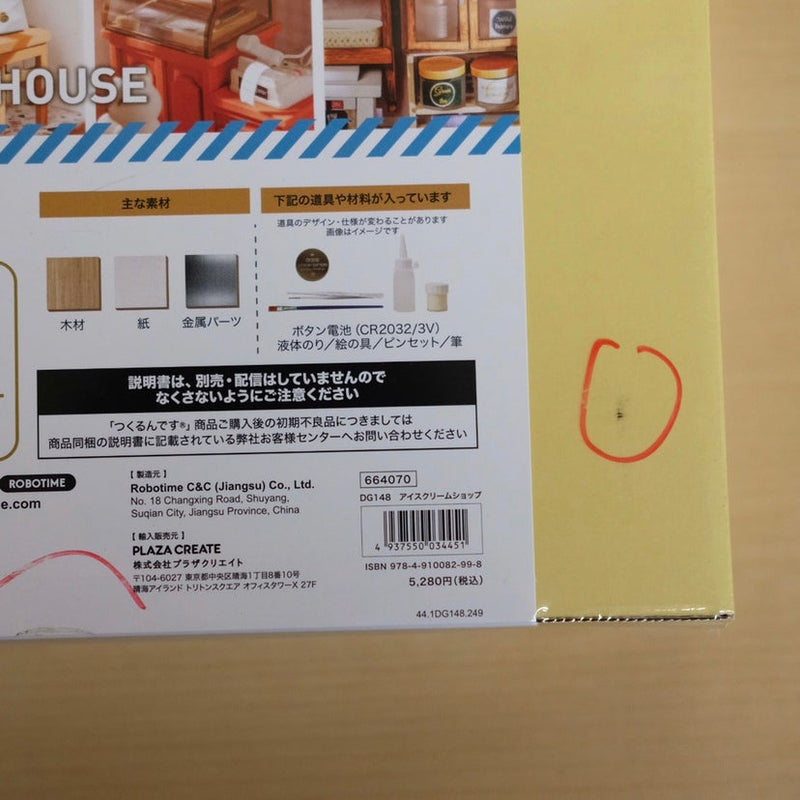 HOUSE
主な素材
下記の道具や材料が入っています
道具のデザイン・仕様が変わることがあります
画像はイメージです
木材
紙
金属パーツ
ボタン電池（CR2032/3V）
液体のり／絵の具／ピンセット／筆
説明書は、別売・配信はしていませんので
なくさないようにご注意ください
「つくるんです®」商品ご購入後の初期不良品につきましては
商品同梱の説明書に記載されている弊社お客様センターへお問い合わせください
ROBOTIME
e.com
【製造元】
Robotime C&C (Jiangsu) Co., Ltd.
No. 18 Changxing Road, Shuyang,
Suqian City, Jiangsu Province, China
【輸入販売元】
PLAZA CREATE
株式会社プラザクリエイト
〒104-6027 東京都中央区晴海1丁目8番10号
晴海アイランド トリトンスクエア オフィスタワーX 27F
664070
DG148 アイスクリームショップ
4 937550 034451
ISBN 978-4-910082-99-8
5,280円（税込）
44.1DG148.249